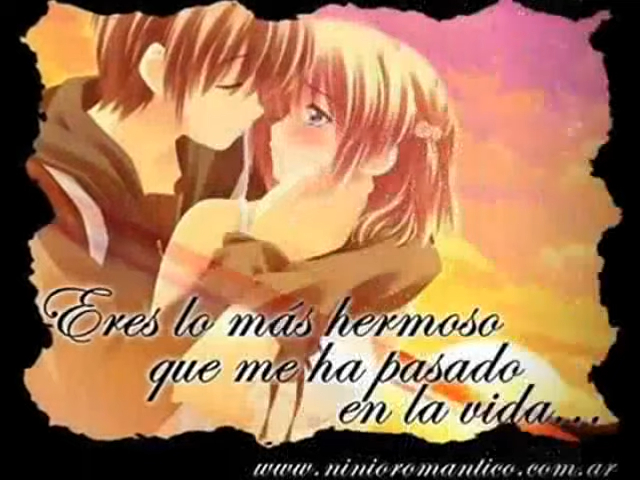 Eres lo más hermoso
que me ha pasado
en la vida...
www.ninioromantico.com.ar